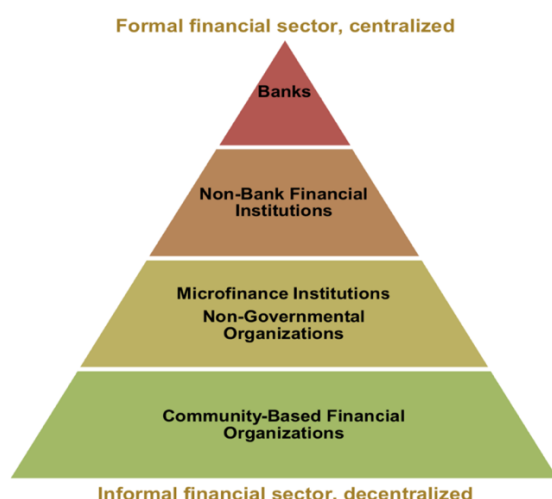 Formal financial sector, centralized
Banks
Non-Bank Financial
Institutions
Microfinance Institutions
Non-Governmental
Organizations
Community-Based Financial
Organizations
Informal financial sector, decentralized